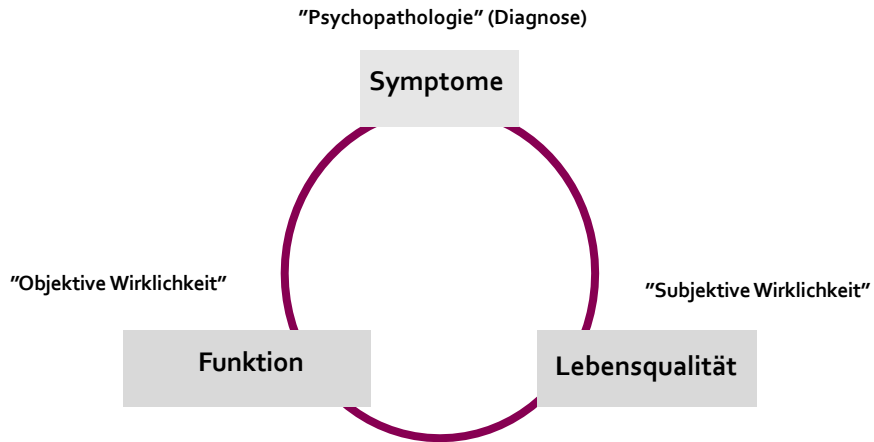 ”Psychopathologie” (Diagnose)
Symptome
”Objektive Wirklichkeit”
”Subjektive Wirklichkeit”
Funktion
Lebensqualität